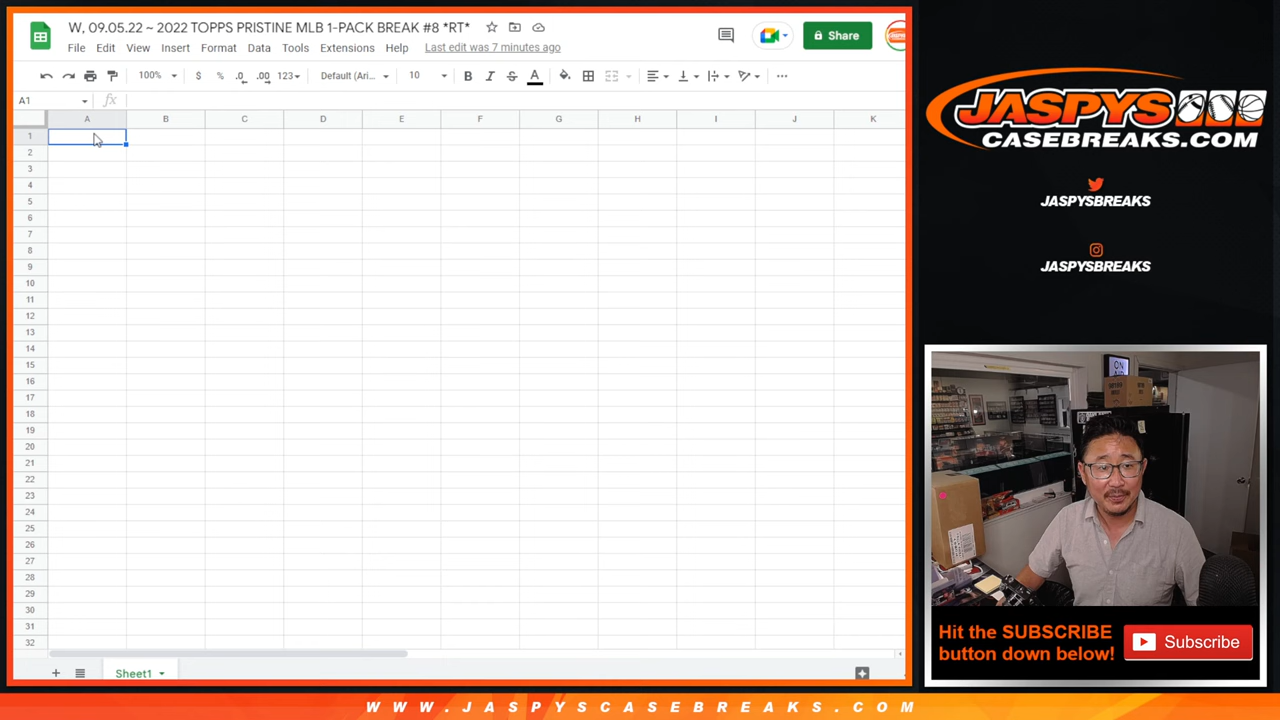 W, 09.05.22 ~ 2022 TOPPS PRISTINE MLB 1-PACK BREAK #8 *RT*
File Edit View Insert Format Data Tools Extensions Help Last edit was 7 minutes ago
Share
100% $ % .0 .00 123 Default (Ari... 10 B I S A
A1 fx
A B C D E F G H I J K
1
2
3
4
5
6
7
8
9
10
11
12
13
14
15
16
17
18
19
20
21
22
23
24
25
26
27
28
29
30
31
32
Sheet1
JASPYS
CASEBREAKS.COM
JASPYSBREAKS
JASPYSBREAKS
ON
AIR
Hit the SUBSCRIBE
button down below!
Subscribe
WWW.JASPYSCASEBREAKS.COM